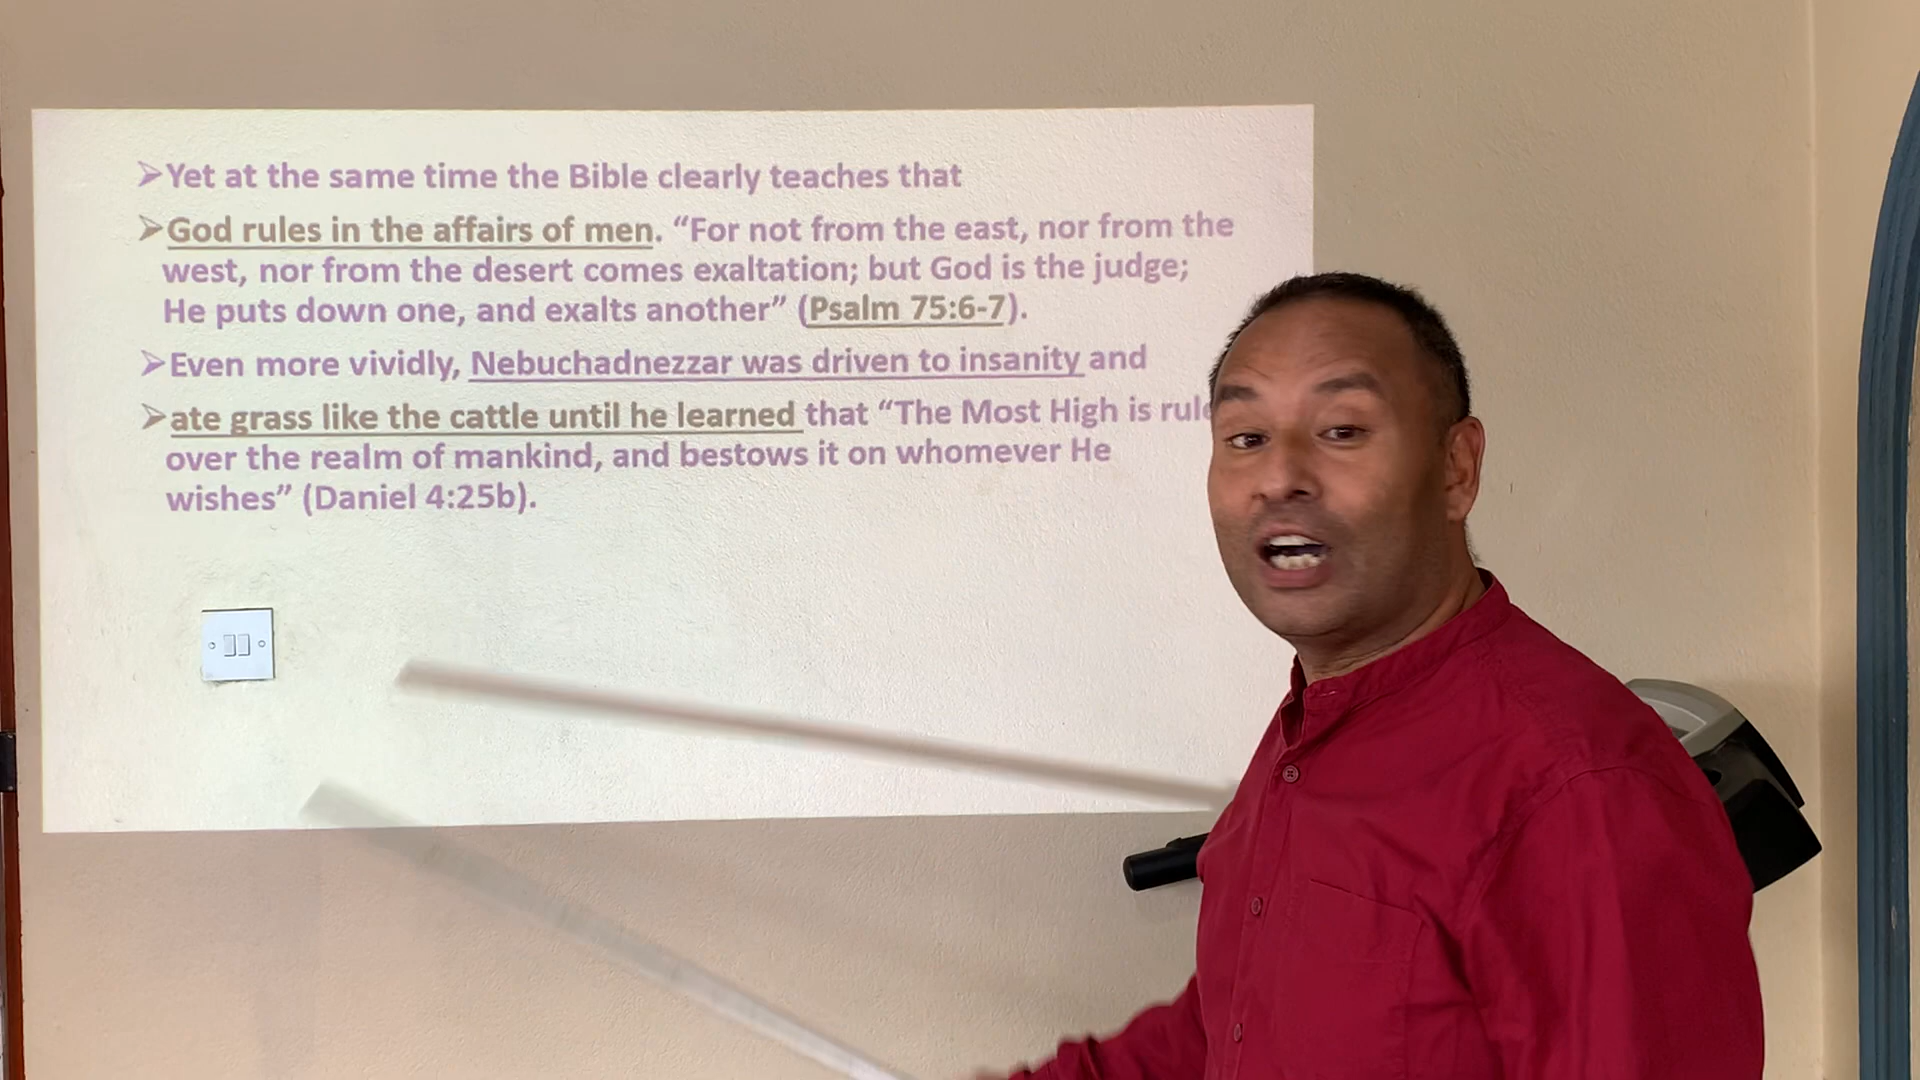 ➢Yet at the same time the Bible clearly teaches that
➢God rules in the affairs of men. “For not from the east, nor from the
west, nor from the desert comes exaltation; but God is the judge;
He puts down one, and exalts another” (Psalm 75:6-7).
➢Even more vividly, Nebuchadnezzar was driven to insanity and
➢ate grass like the cattle until he learned that “The Most High is
over the realm of mankind, and bestows it on whomever He
wishes” (Daniel 4:25b).